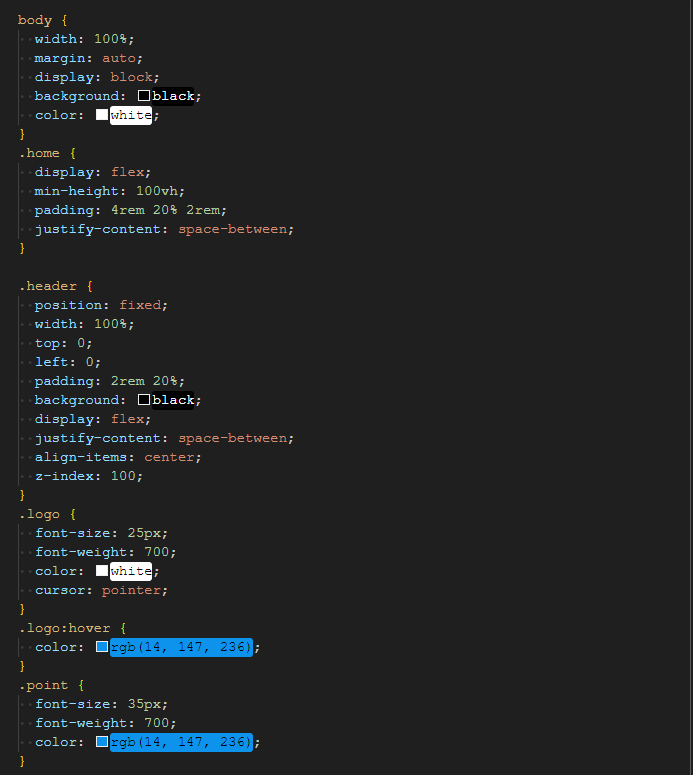 body {
width: 100%;
margin: auto;
display: block;
background: black;
color: white;
}
.home {
display: flex;
min-height: 100vh;
padding: 4rem 20% 2rem;
justify-content: space-between;
}
.header {
position: fixed;
width: 100%;
top: 0;
left: 0;
padding: 2rem 20%;
background: black;
display: flex;
justify-content: space-between;
align-items: center;
z-index: 100;
}
.logo {
font-size: 25px;
font-weight: 700;
color: white;
cursor: pointer;
}
.logo:hover {
color: rgb(14, 147, 236);
}
.point {
font-size: 35px;
font-weight: 700;
color: rgb(14, 147, 236);
}